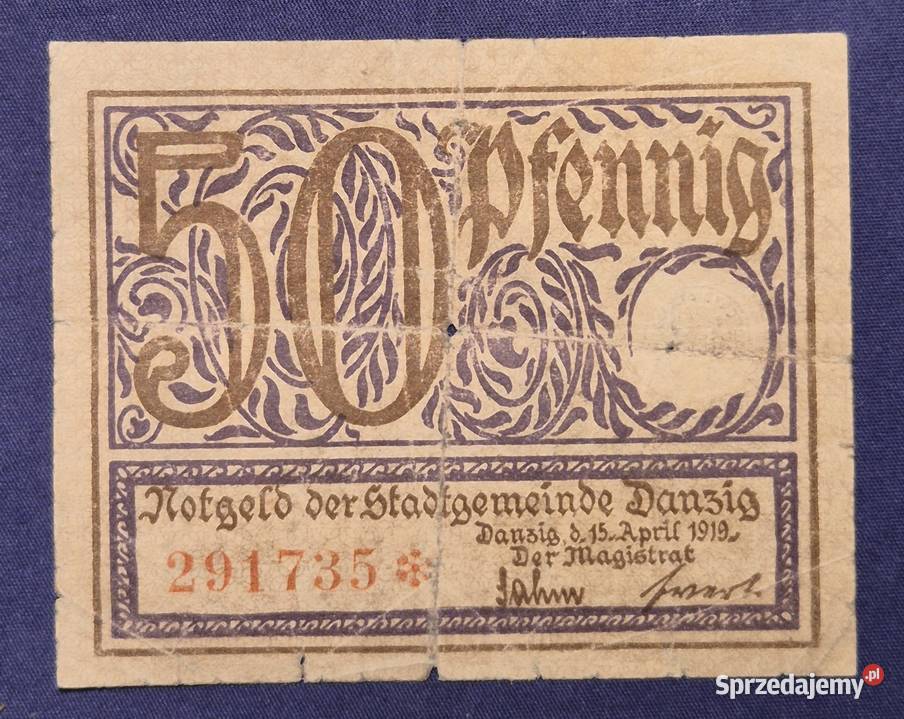 50 Pfennig
Notgeld der Stadtgemeinde Danzig
Danzig, d. 15. April 1919.
Der Magistrat
291735 *
Sprzedajemy.pl